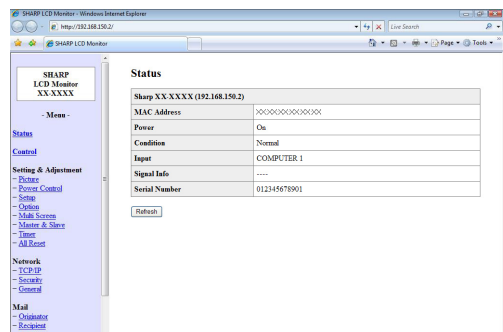 SHARP LCD Monitor - Windows Internet Explorer
http://192.168.150.2/
Live Search
SHARP LCD Monitor
Page
Tools
SHARP
LCD Monitor
XX-XXXX
- Menu -
Status
Control
Setting & Adjustment
- Picture
- Power Control
- Setup
- Option
- Multi Screen
- Master & Slave
- Timer
- All Reset
Network
- TCP/IP
- Security
- General
Mail
- Originator
- Recipient
Status
Sharp XX-XXXX (192.168.150.2)
MAC Address XXXXXXXXXXXX
Power On
Condition Normal
Input COMPUTER 1
Signal Info ----
Serial Number 012345678901
Refresh